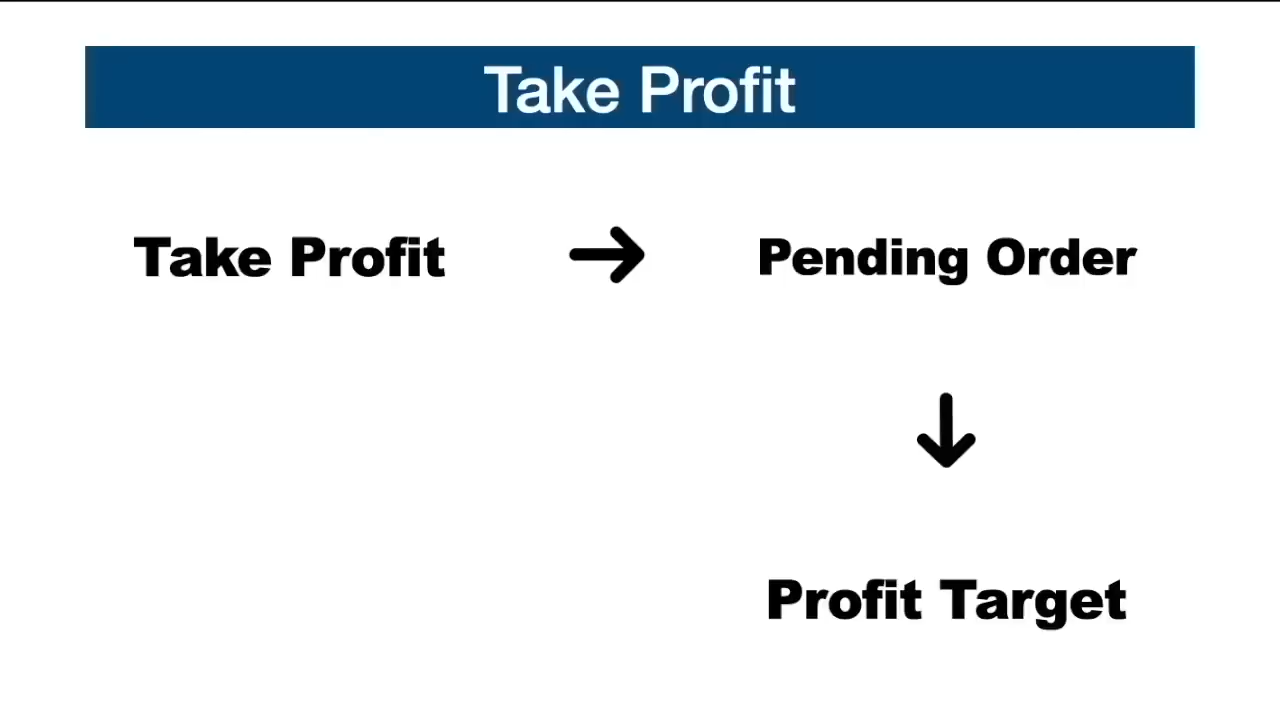 Take Profit
Take Profit → Pending Order
↓
Profit Target